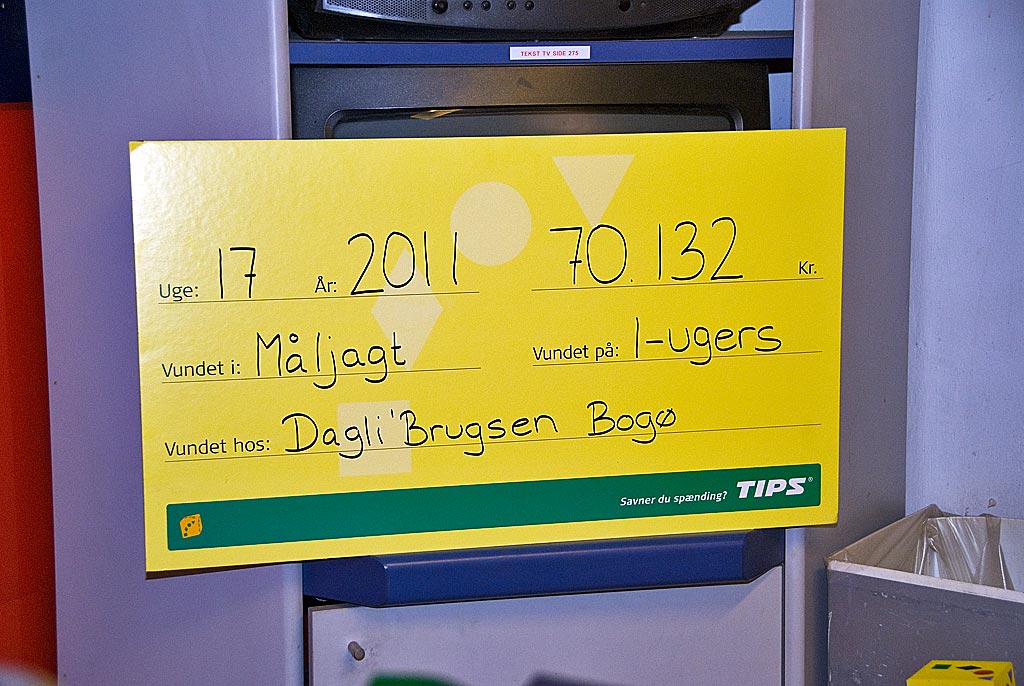 TEKST TV SIDE 275
Uge: 17 År: 2011 70.132 Kr.
Vundet i: Måljagt Vundet på: 1-ugers
Vundet hos: Dagli'Brugsen Bogø
Savner du spænding? TIPS®